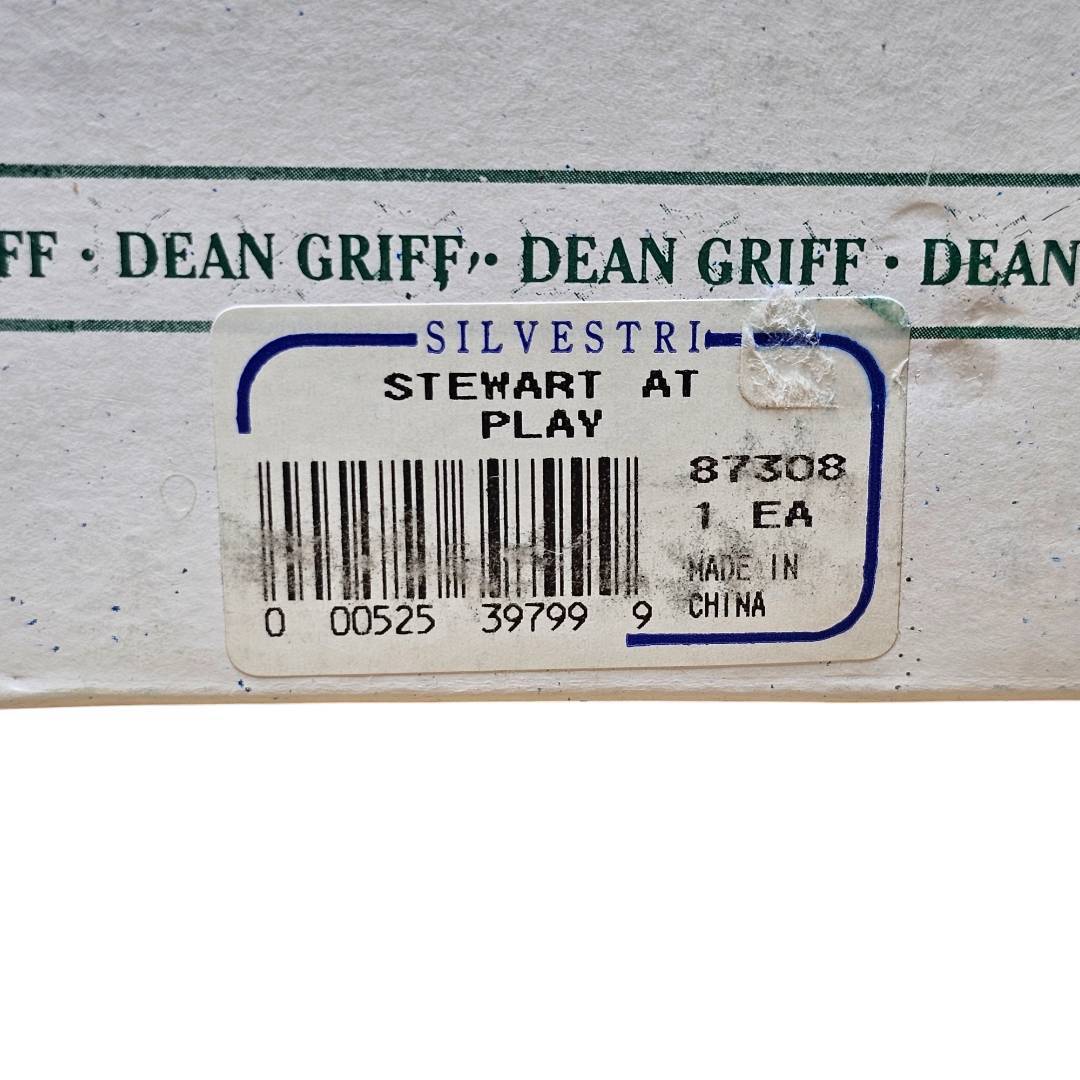 FF • DEAN GRIFF • DEAN GRIFF • DEAN
SILVESTRI
STEWART AT
PLAY
87308
1 EA
MADE IN
CHINA
0 00525 39799 9